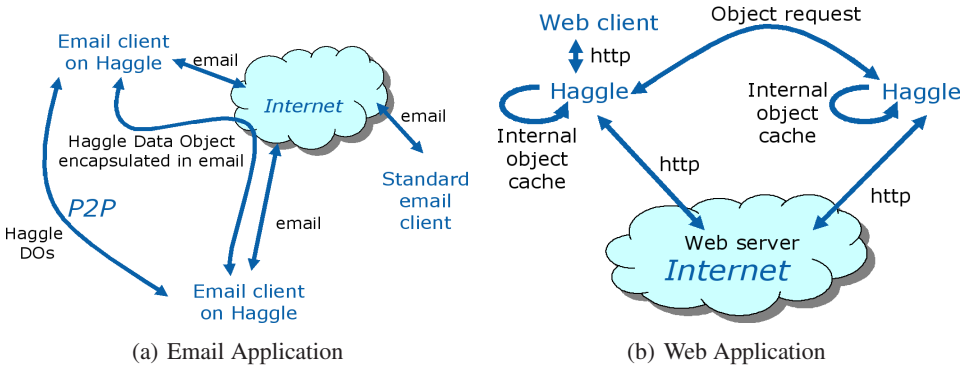 Email client
on Haggle
email
Internet
email
Haggle Data Object
encapsulated in email
Standard
email
client
P2P
email
Haggle
DOs
Email client
on Haggle
(a) Email Application
Object request
Web client
http
Haggle
Internal
object
cache
Haggle
Internal
object
cache
http
http
Web server
Internet
(b) Web Application